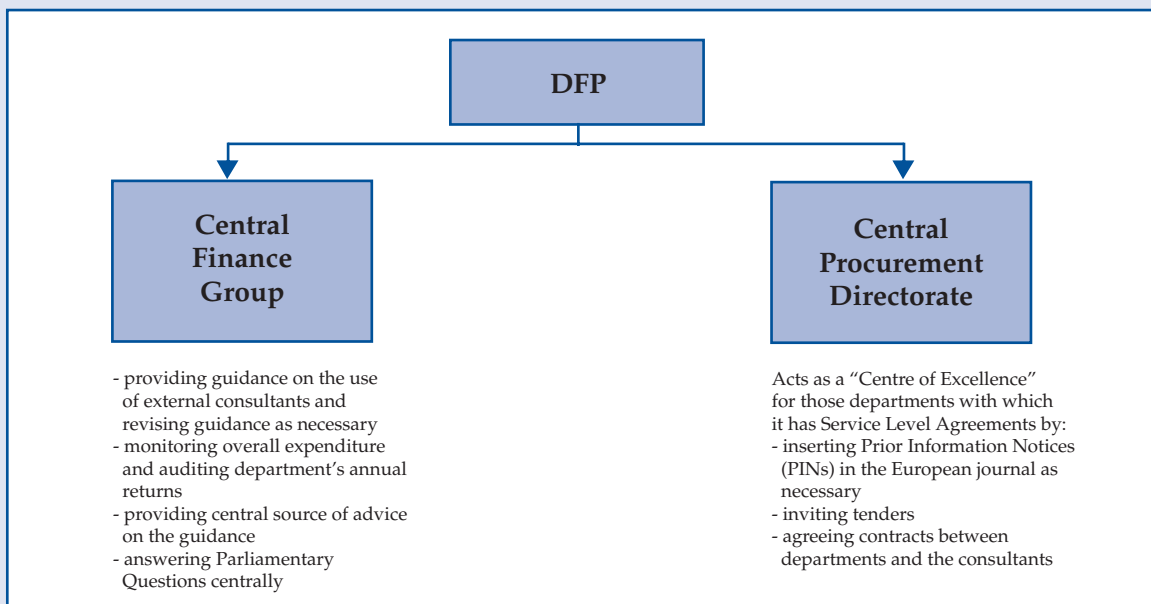 DFP
Central
Finance
Group
- providing guidance on the use
of external consultants and
revising guidance as necessary
- monitoring overall expenditure
and auditing department's annual
returns
- providing central source of advice
on the guidance
- answering Parliamentary
Questions centrally
Central
Procurement
Directorate
Acts as a “Centre of Excellence”
for those departments with which
it has Service Level Agreements by:
- inserting Prior Information Notices
(PINs) in the European journal as
necessary
- inviting tenders
- agreeing contracts between
departments and the consultants